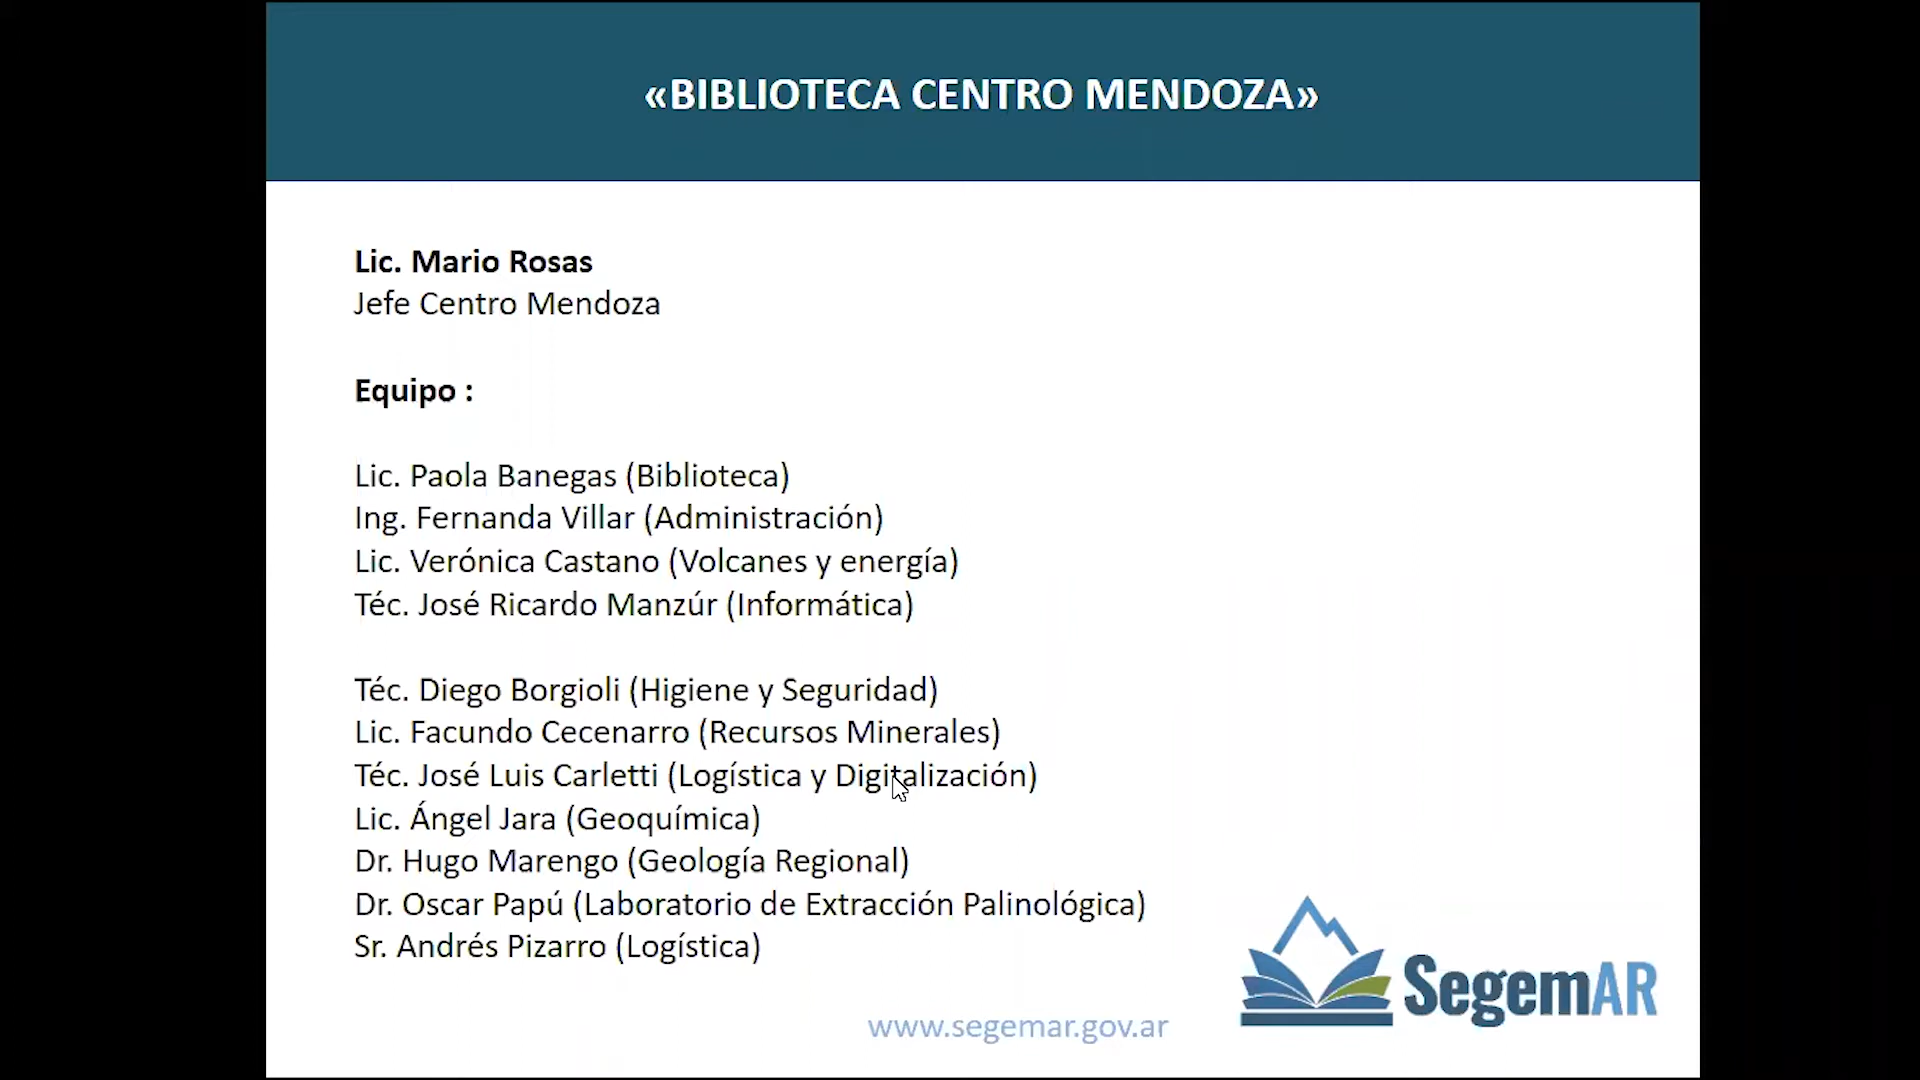 «BIBLIOTECA CENTRO MENDOZA»
Lic. Mario Rosas
Jefe Centro Mendoza
Equipo :
Lic. Paola Banegas (Biblioteca)
Ing. Fernanda Villar (Administración)
Lic. Verónica Castano (Volcanes y energía)
Téc. José Ricardo Manzúr (Informática)
Téc. Diego Borgioli (Higiene y Seguridad)
Lic. Facundo Cecenarro (Recursos Minerales)
Téc. José Luis Carletti (Logística y Digitalización)
Lic. Ángel Jara (Geoquímica)
Dr. Hugo Marengo (Geología Regional)
Dr. Oscar Papú (Laboratorio de Extracción Palinológica)
Sr. Andrés Pizarro (Logística)
SegemAR
www.segemar.gov.ar